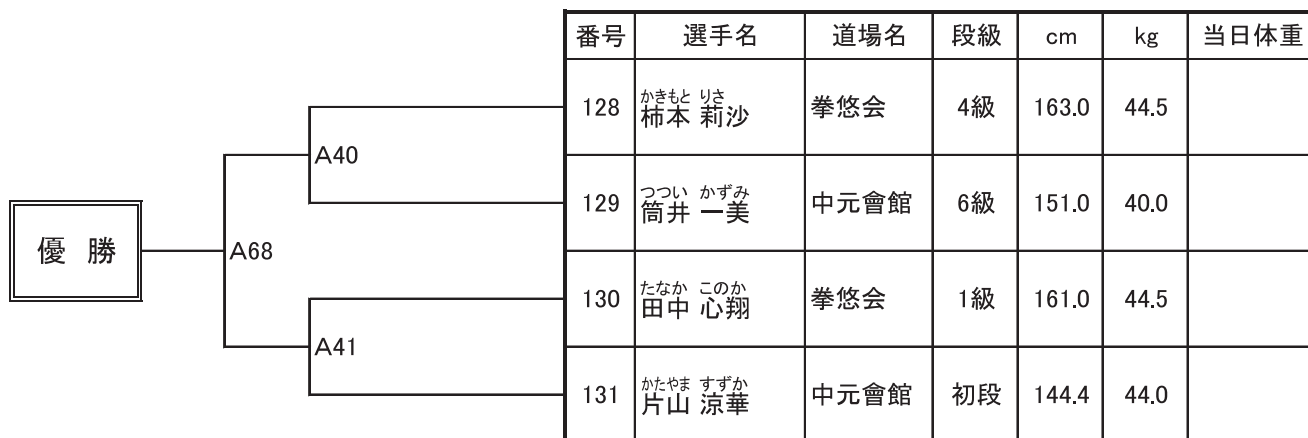 番号 選手名 道場名 段級 cm kg 当日体重
かきもと りさ
128 柿本 莉沙 拳悠会 4級 163.0 44.5
A40
つつい かずみ
129 筒井 一美 中元會館 6級 151.0 40.0
優勝 A68
たなか このか
130 田中 心翔 拳悠会 1級 161.0 44.5
A41
かたやま すずか
131 片山 涼華 中元會館 初段 144.4 44.0